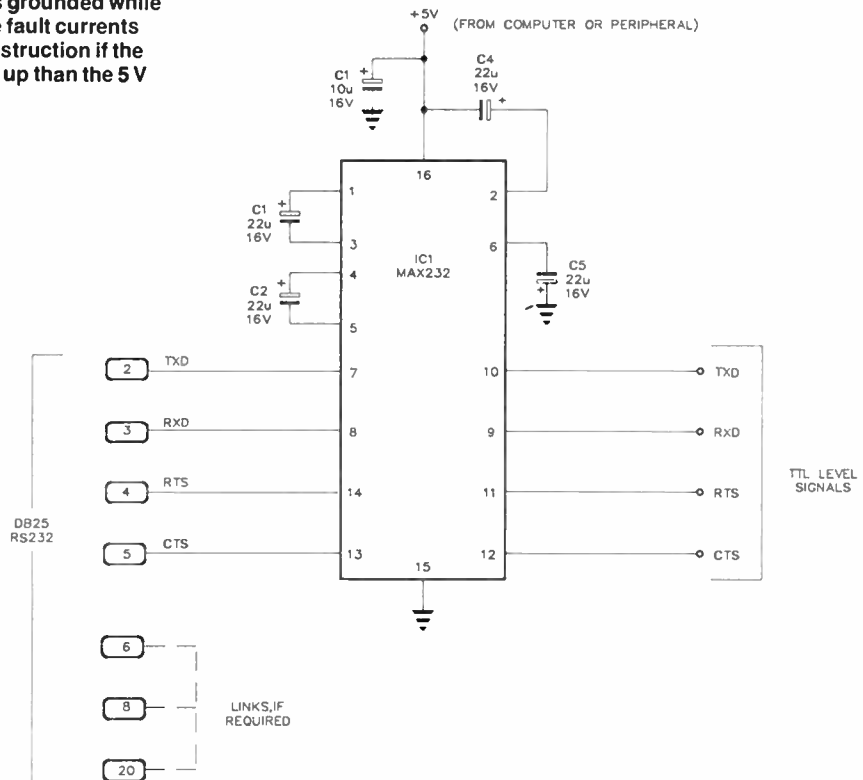 s grounded while
e fault currents
struction if the
up than the 5 V
+5V
(FROM COMPUTER OR PERIPHERAL)
C1
10u
16V
+
C4
22u
16V
+
16
1
2
C1
22u
16V
+
3
6
IC1
MAX232
4
C2
22u
16V
+
5
C5
22u
16V
+
2
TXD
7
10
TXD
3
RXD
8
9
RXD
4
RTS
14
11
RTS
TTL LEVEL
SIGNALS
DB25
RS232
5
CTS
13
12
CTS
15
6
8
LINKS,IF
REQUIRED
20